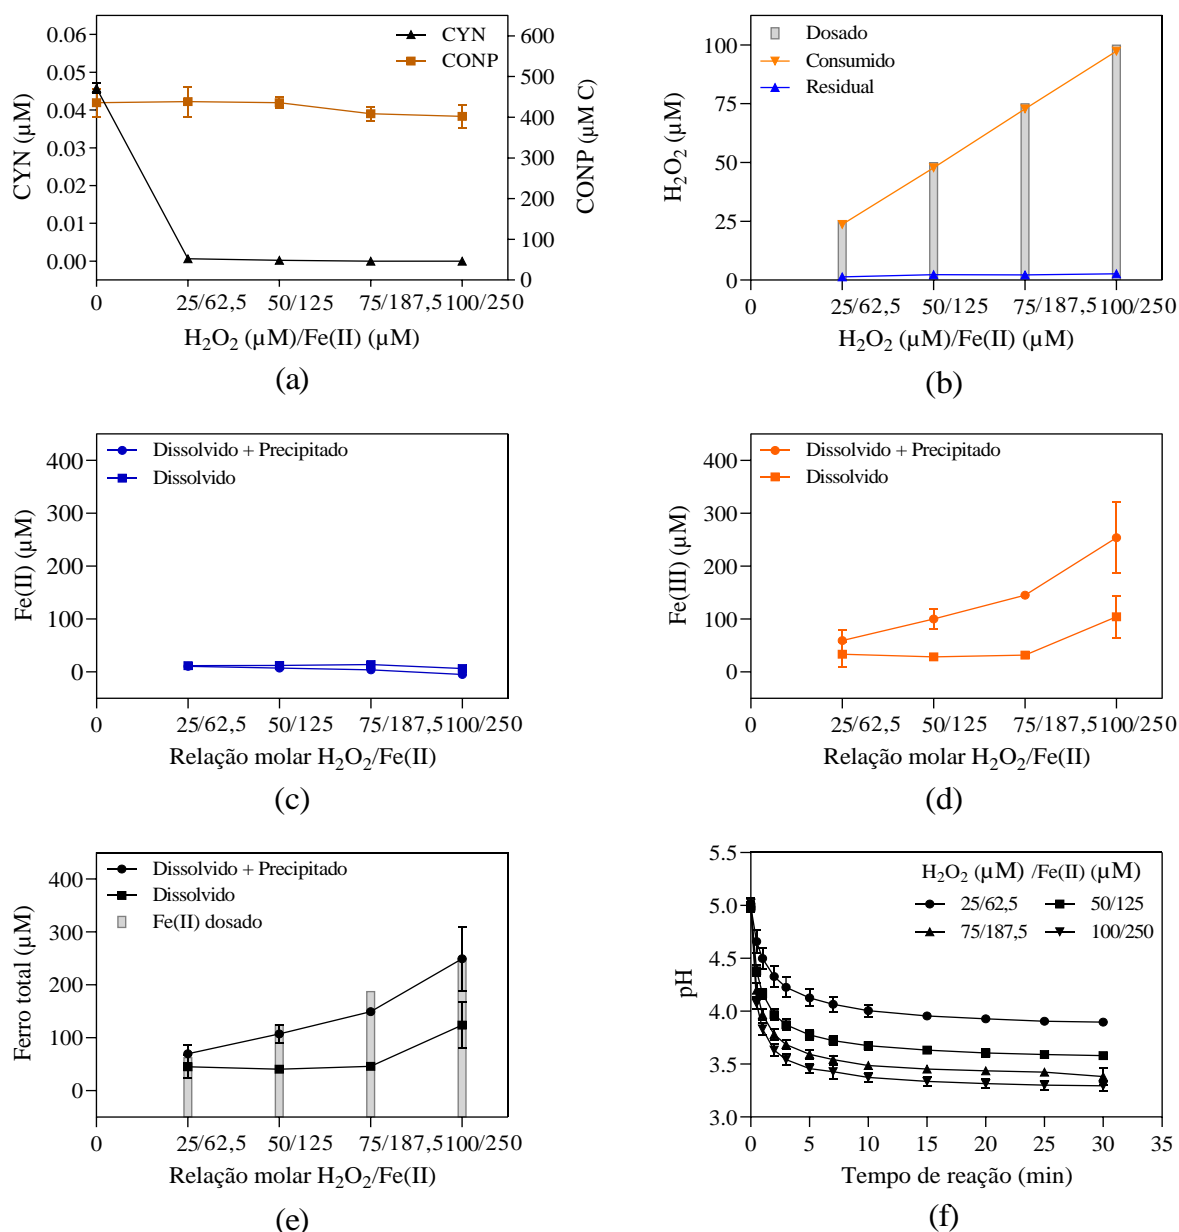 CYN
CONP
0.06
0.05
0.04
0.03
0.02
0.01
0.00
CYN (µM)
600
500
400
300
200
100
0
CONP (µM C)
0 25/62,5 50/125 75/187,5 100/250
H₂O₂ (µM)/Fe(II) (µM)
(a)
Dosado
Consumido
Residual
100
75
50
25
0
H₂O₂ (µM)
0 25/62,5 50/125 75/187,5 100/250
H₂O₂ (µM)/Fe(II) (µM)
(b)
Dissolvido + Precipitado
Dissolvido
400
300
200
100
0
Fe(II) (µM)
0 25/62,5 50/125 75/187,5 100/250
Relação molar H₂O₂/Fe(II)
(c)
Dissolvido + Precipitado
Dissolvido
400
300
200
100
0
Fe(III) (µM)
0 25/62,5 50/125 75/187,5 100/250
Relação molar H₂O₂/Fe(II)
(d)
Dissolvido + Precipitado
Dissolvido
Fe(II) dosado
400
300
200
100
0
Ferro total (µM)
0 25/62,5 50/125 75/187,5 100/250
Relação molar H₂O₂/Fe(II)
(e)
H₂O₂ (µM) /Fe(II) (µM)
25/62,5 50/125
75/187,5 100/250
5.5
5.0
4.5
4.0
3.5
3.0
pH
0 5 10 15 20 25 30 35
Tempo de reação (min)
(f)